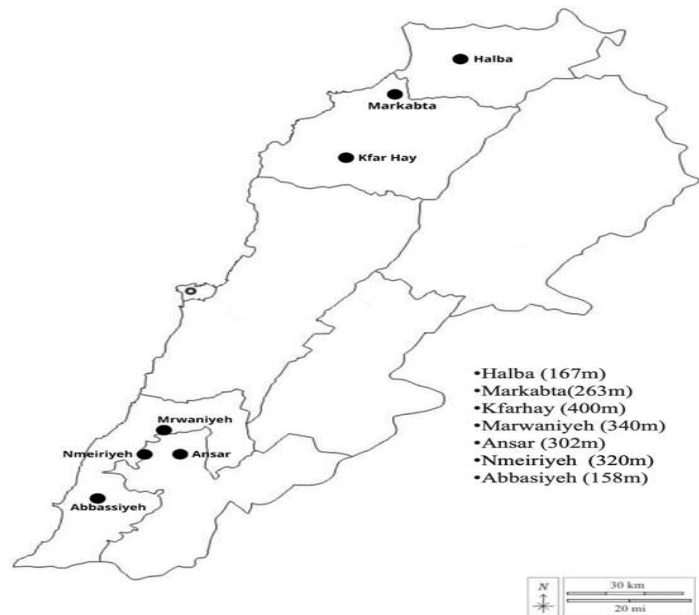 Halba
Markabta
Kfar Hay
•Halba (167m)
•Markabta(263m)
•Kfarhay (400m)
•Marwaniyeh (340m)
•Ansar (302m)
•Nmeiriyeh (320m)
•Abbasiyeh (158m)
Mrwaniyeh
Nmeiriyeh
Ansar
Abbassiyeh
N
30 km
20 mi